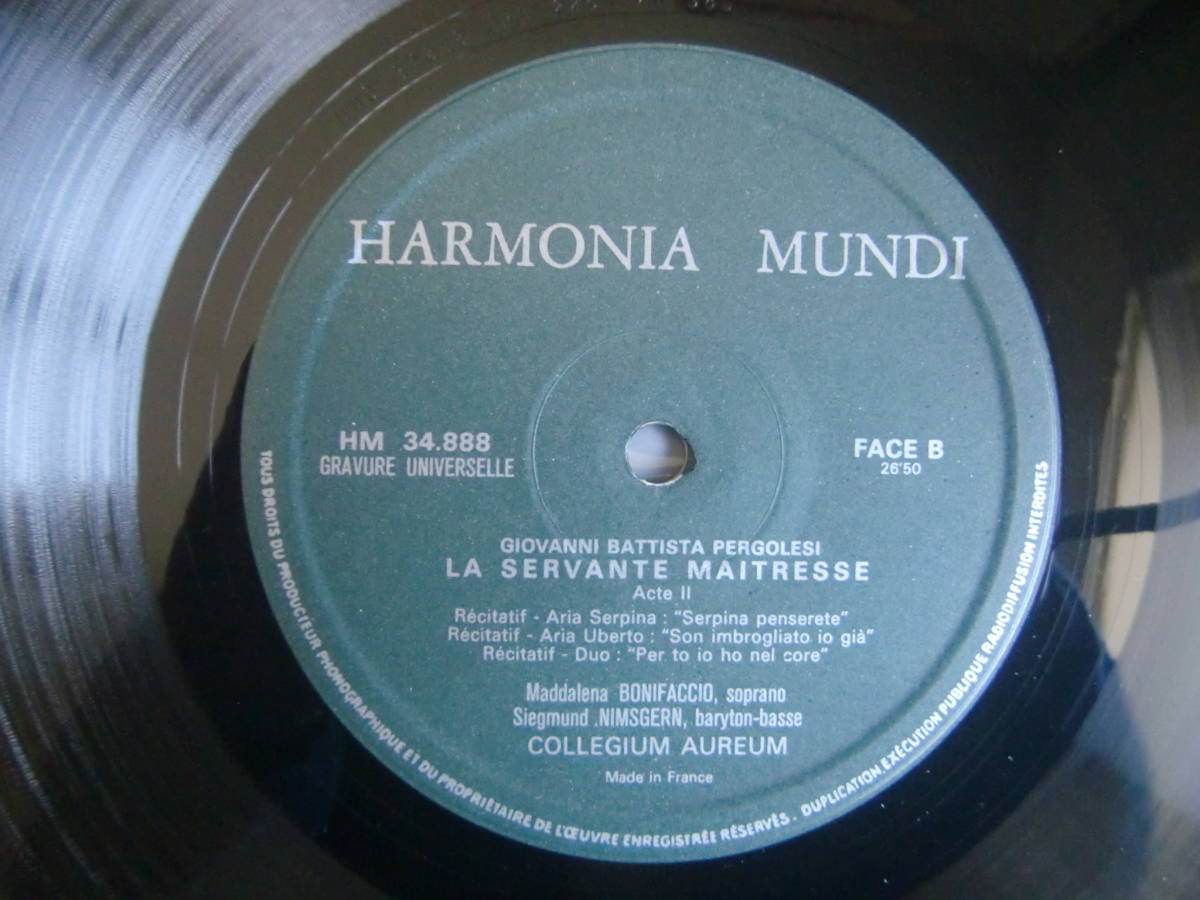 HARMONIA MUNDI
HM 34.888
GRAVURE UNIVERSELLE
FACE B
26'50
GIOVANNI BATTISTA PERGOLESI
LA SERVANTE MAITRESSE
Acte II
Récitatif - Aria Serpina : "Serpina penserete"
Récitatif - Aria Uberto : "Son imbrogliato io già"
Récitatif - Duo : "Per to io ho nel core"
Maddalena BONIFACCIO, soprano
Siegmund .NIMSGERN, baryton-basse
COLLEGIUM AUREUM
Made in France
TOUS DROITS DU PRODUCTEUR PHONOGRAPHIQUE ET DU PROPRIÉTAIRE DE L'ŒUVRE ENREGISTRÉE RÉSERVÉS. DUPLICATION.EXÉCUTION PUBLIQUE RADIODIFFUSION INTERDITES